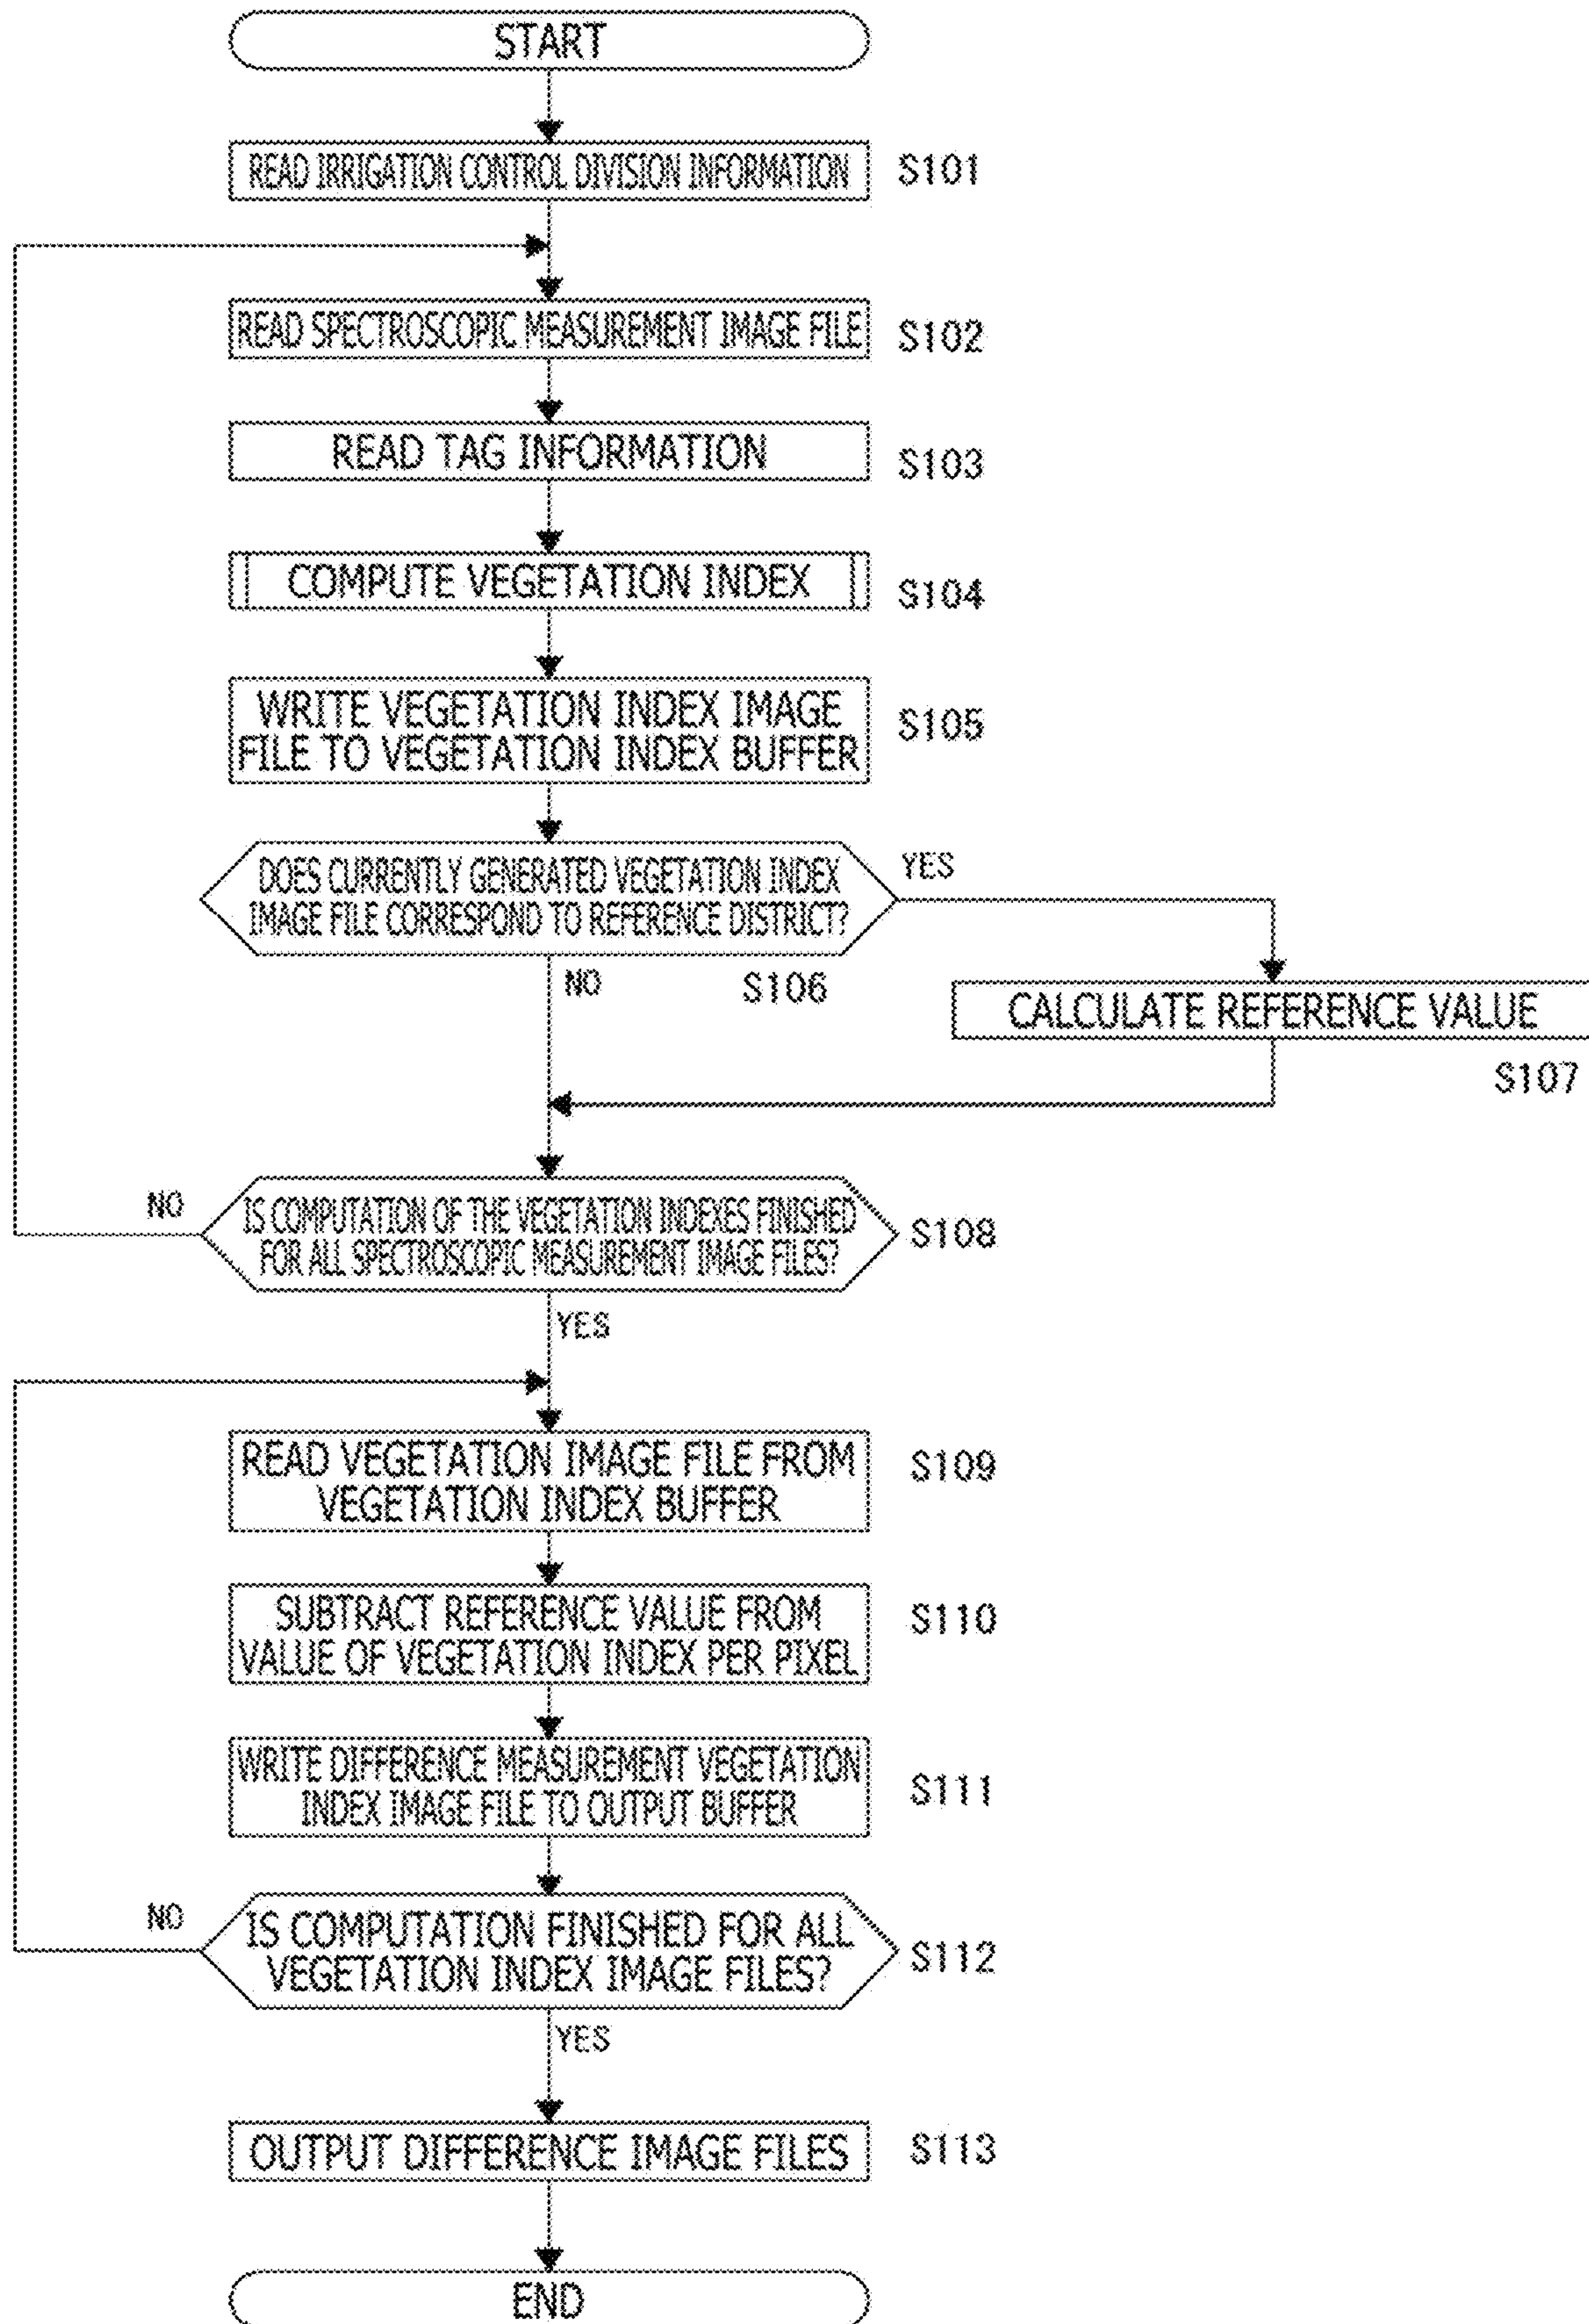 START
READ IRRIGATION CONTROL DIVISION INFORMATION
S101
READ SPECTROSCOPIC MEASUREMENT IMAGE FILE
S102
READ TAG INFORMATION
S103
COMPUTE VEGETATION INDEX
S104
WRITE VEGETATION INDEX IMAGE
FILE TO VEGETATION INDEX BUFFER
S105
DOES CURRENTLY GENERATED VEGETATION INDEX
IMAGE FILE CORRESPOND TO REFERENCE DISTRICT?
YES
NO
S106
CALCULATE REFERENCE VALUE
S107
NO
IS COMPUTATION OF THE VEGETATION INDEXES FINISHED
FOR ALL SPECTROSCOPIC MEASUREMENT IMAGE FILES?
S108
YES
READ VEGETATION IMAGE FILE FROM
VEGETATION INDEX BUFFER
S109
SUBTRACT REFERENCE VALUE FROM
VALUE OF VEGETATION INDEX PER PIXEL
S110
WRITE DIFFERENCE MEASUREMENT VEGETATION
INDEX IMAGE FILE TO OUTPUT BUFFER
S111
NO
IS COMPUTATION FINISHED FOR ALL
VEGETATION INDEX IMAGE FILES?
S112
YES
OUTPUT DIFFERENCE IMAGE FILES
S113
END